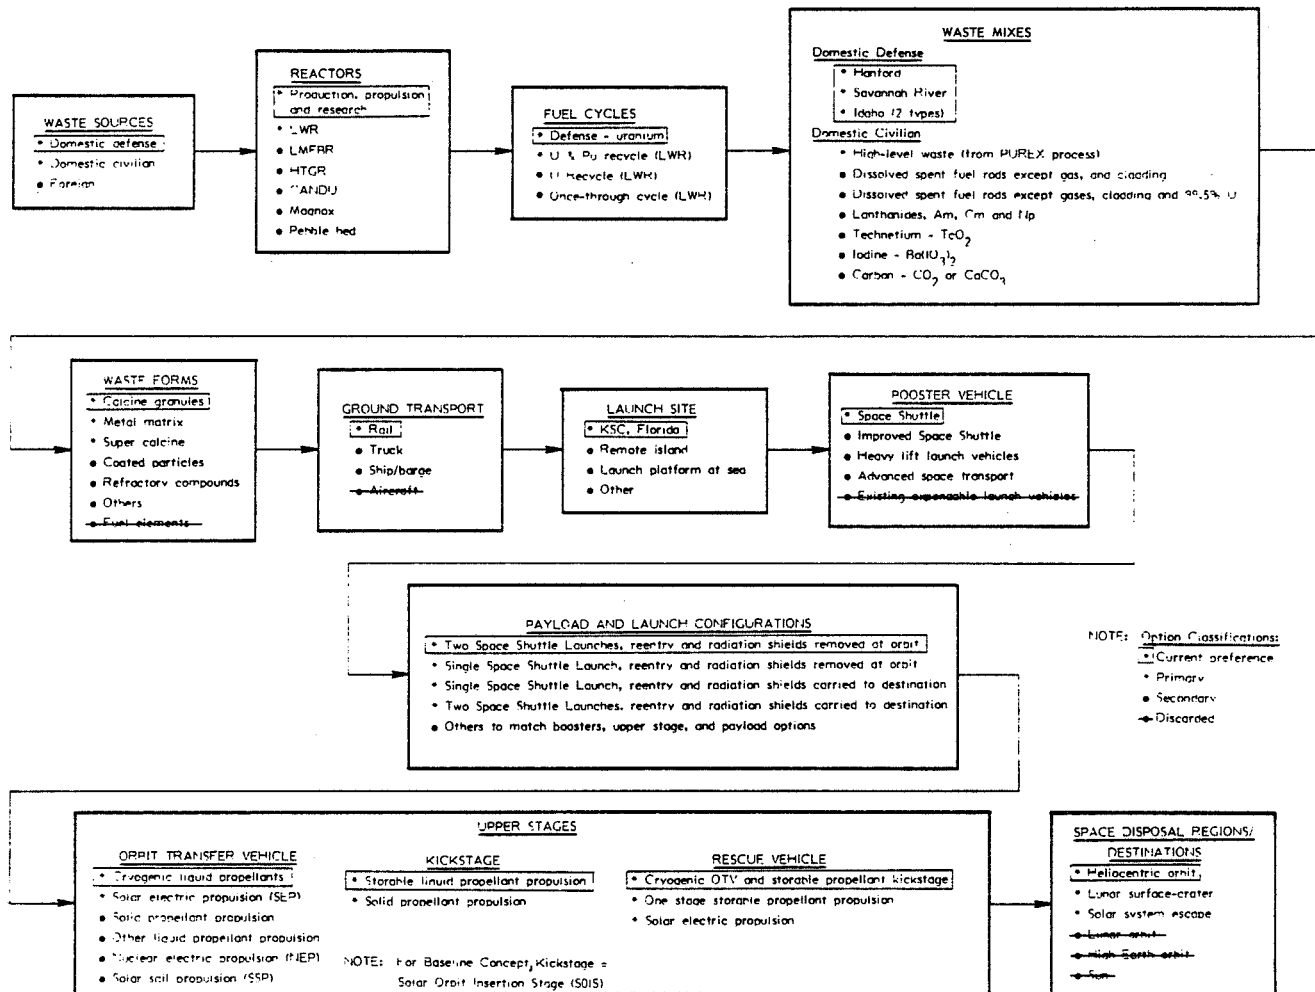 WASTE SOURCES
* Domestic defense
* Domestic civilian
● Foreign
REACTORS
* Production, propulsion
and research
* LWR
● LMFBR
● HTGR
● CANDU
● Magnox
● Pebble bed
FUEL CYCLES
* Defense - uranium
* U & Pu recycle (LWR)
● U Recycle (LWR)
● Once-through cycle (LWR)
WASTE MIXES
Domestic Defense
* Hanford
* Savannah River
* Idaho (2 types)
Domestic Civilian
* High-level waste (from PUREX process)
● Dissolved spent fuel rods except gas, and cladding
● Dissolved spent fuel rods except gases, cladding and 99.5% U
● Lanthanides, Am, Cm and Np
● Technetium - TcO2
● Iodine - Ba(IO3)2
● Carbon - CO2 or CaCO3
WASTE FORMS
* Calcine granules
* Metal matrix
* Super calcine
● Coated particles
● Refractory compounds
● Others
● Fuel elements
GROUND TRANSPORT
* Rail
● Truck
● Ship/barge
● Aircraft
LAUNCH SITE
* KSC, Florida
● Remote island
● Launch platform at sea
● Other
BOOSTER VEHICLE
* Space Shuttle
● Improved Space Shuttle
● Heavy lift launch vehicles
● Advanced space transport
● Existing expendable launch vehicles
PAYLOAD AND LAUNCH CONFIGURATIONS
* Two Space Shuttle Launches, reentry and radiation shields removed at orbit
* Single Space Shuttle Launch, reentry and radiation shields removed at orbit
* Single Space Shuttle Launch, reentry and radiation shields carried to destination
* Two Space Shuttle Launches, reentry and radiation shields carried to destination
● Others to match boosters, upper stage, and payload options
NOTE: Option Classifications:
* Current preference
* Primary
● Secondary
● Discarded
UPPER STAGES
ORBIT TRANSFER VEHICLE
* Cryogenic liquid propellants
* Solar electric propulsion (SEP)
● Solid propellant propulsion
● Other liquid propellant propulsion
● Nuclear electric propulsion (NEP)
● Solar sail propulsion (SSP)
KICKSTAGE
* Storable liquid propellant propulsion
* Solid propellant propulsion
NOTE: For Baseline Concept, Kickstage =
Solar Orbit Insertion Stage (SOIS)
RESCUE VEHICLE
* Cryogenic OTV and storable propellant kickstage
* One stage storable propellant propulsion
* Solar electric propulsion
SPACE DISPOSAL REGIONS/
DESTINATIONS
* Heliocentric orbit
* Lunar surface-crater
* Solar system escape
● Lunar orbit
● High Earth orbit
● Sun